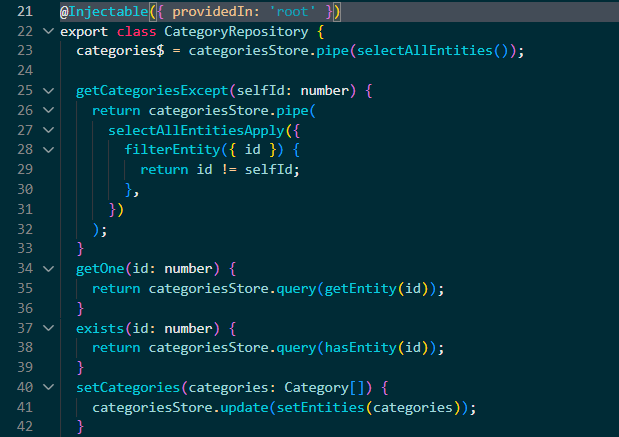 21 @Injectable({ providedIn: 'root' })
22 export class CategoryRepository {
23   categories$ = categoriesStore.pipe(selectAllEntities());
24
25   getCategoriesExcept(selfId: number) {
26     return categoriesStore.pipe(
27       selectAllEntitiesApply({
28         filterEntity({ id }) {
29           return id != selfId;
30         },
31       })
32     );
33   }
34   getOne(id: number) {
35     return categoriesStore.query(getEntity(id));
36   }
37   exists(id: number) {
38     return categoriesStore.query(hasEntity(id));
39   }
40   setCategories(categories: Category[]) {
41     categoriesStore.update(setEntities(categories));
42   }